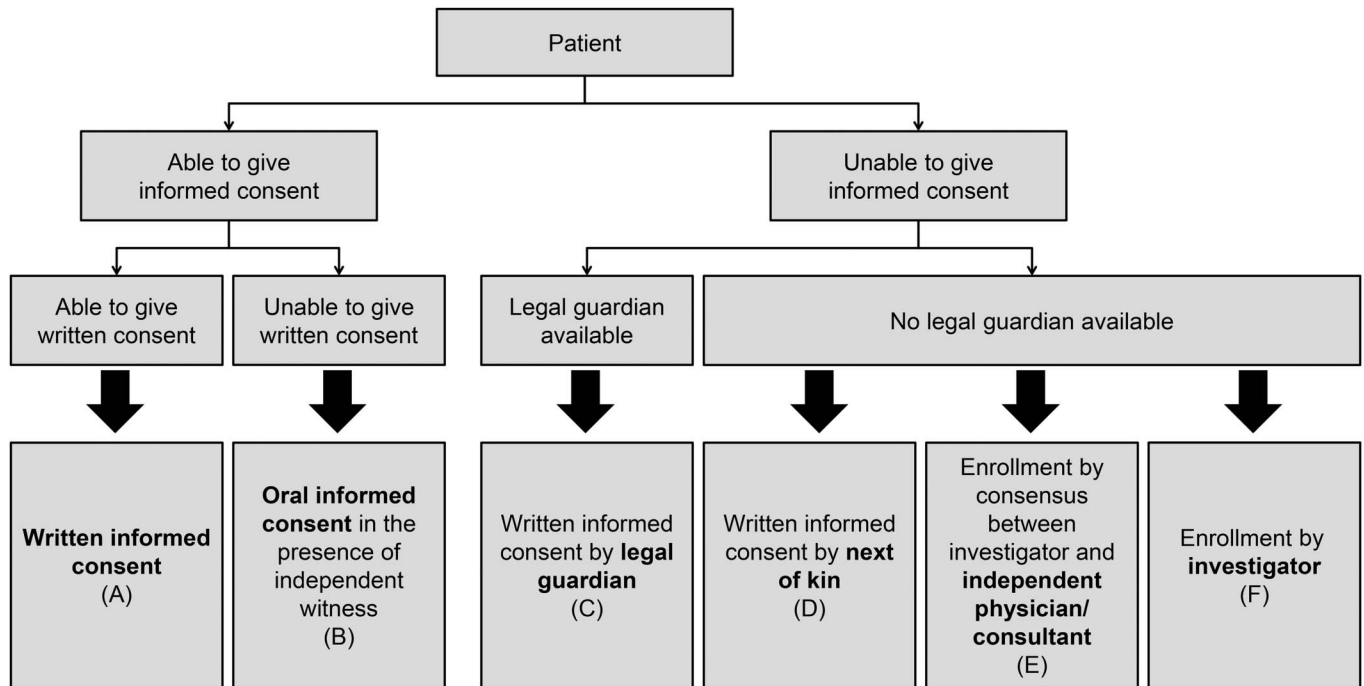 Patient
Able to give
informed consent
Unable to give
informed consent
Able to give
written consent
Unable to give
written consent
Legal guardian
available
No legal guardian available
Written informed
consent
(A)
Oral informed
consent in the
presence of
independent
witness
(B)
Written informed
consent by legal
guardian
(C)
Written informed
consent by next
of kin
(D)
Enrollment by
consensus
between
investigator and
independent
physician/
consultant
(E)
Enrollment by
investigator
(F)